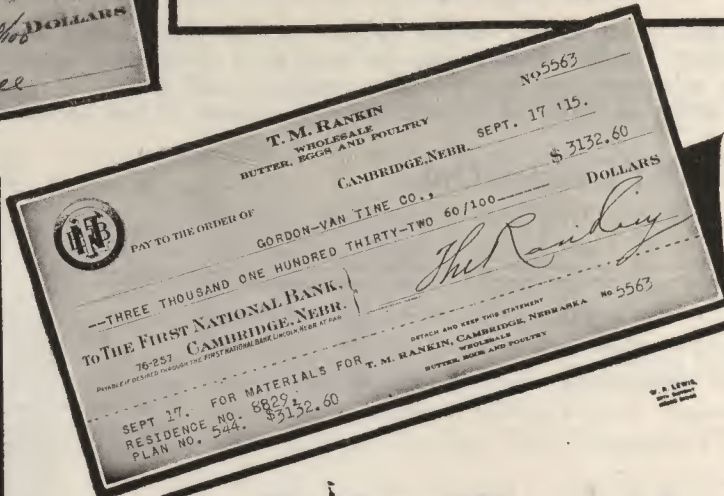 DOLLARS
No 5563
T. M. RANKIN
WHOLESALE
BUTTER, EGGS AND POULTRY
CAMBRIDGE, NEBR. SEPT. 17 '15.
PAY TO THE ORDER OF
GORDON-VAN TINE CO., $ 3132.60
--THREE THOUSAND ONE HUNDRED THIRTY-TWO 60/100-------- DOLLARS
TO THE FIRST NATIONAL BANK,
76-257 CAMBRIDGE, NEBR.
PAYABLE IF DESIRED THROUGH THE FIRST NATIONAL BANK LINCOLN, NEBR AT PAR
DETACH AND KEEP THIS STATEMENT
T. M. RANKIN, CAMBRIDGE, NEBRARKA No 5563
WHOLESALE
BUTTER, EGGS AND POULTRY
SEPT 17. FOR MATERIALS FOR
RESIDENCE NO. 8829,
PLAN NO. 544. $3132.60
W. A. LEWIS,